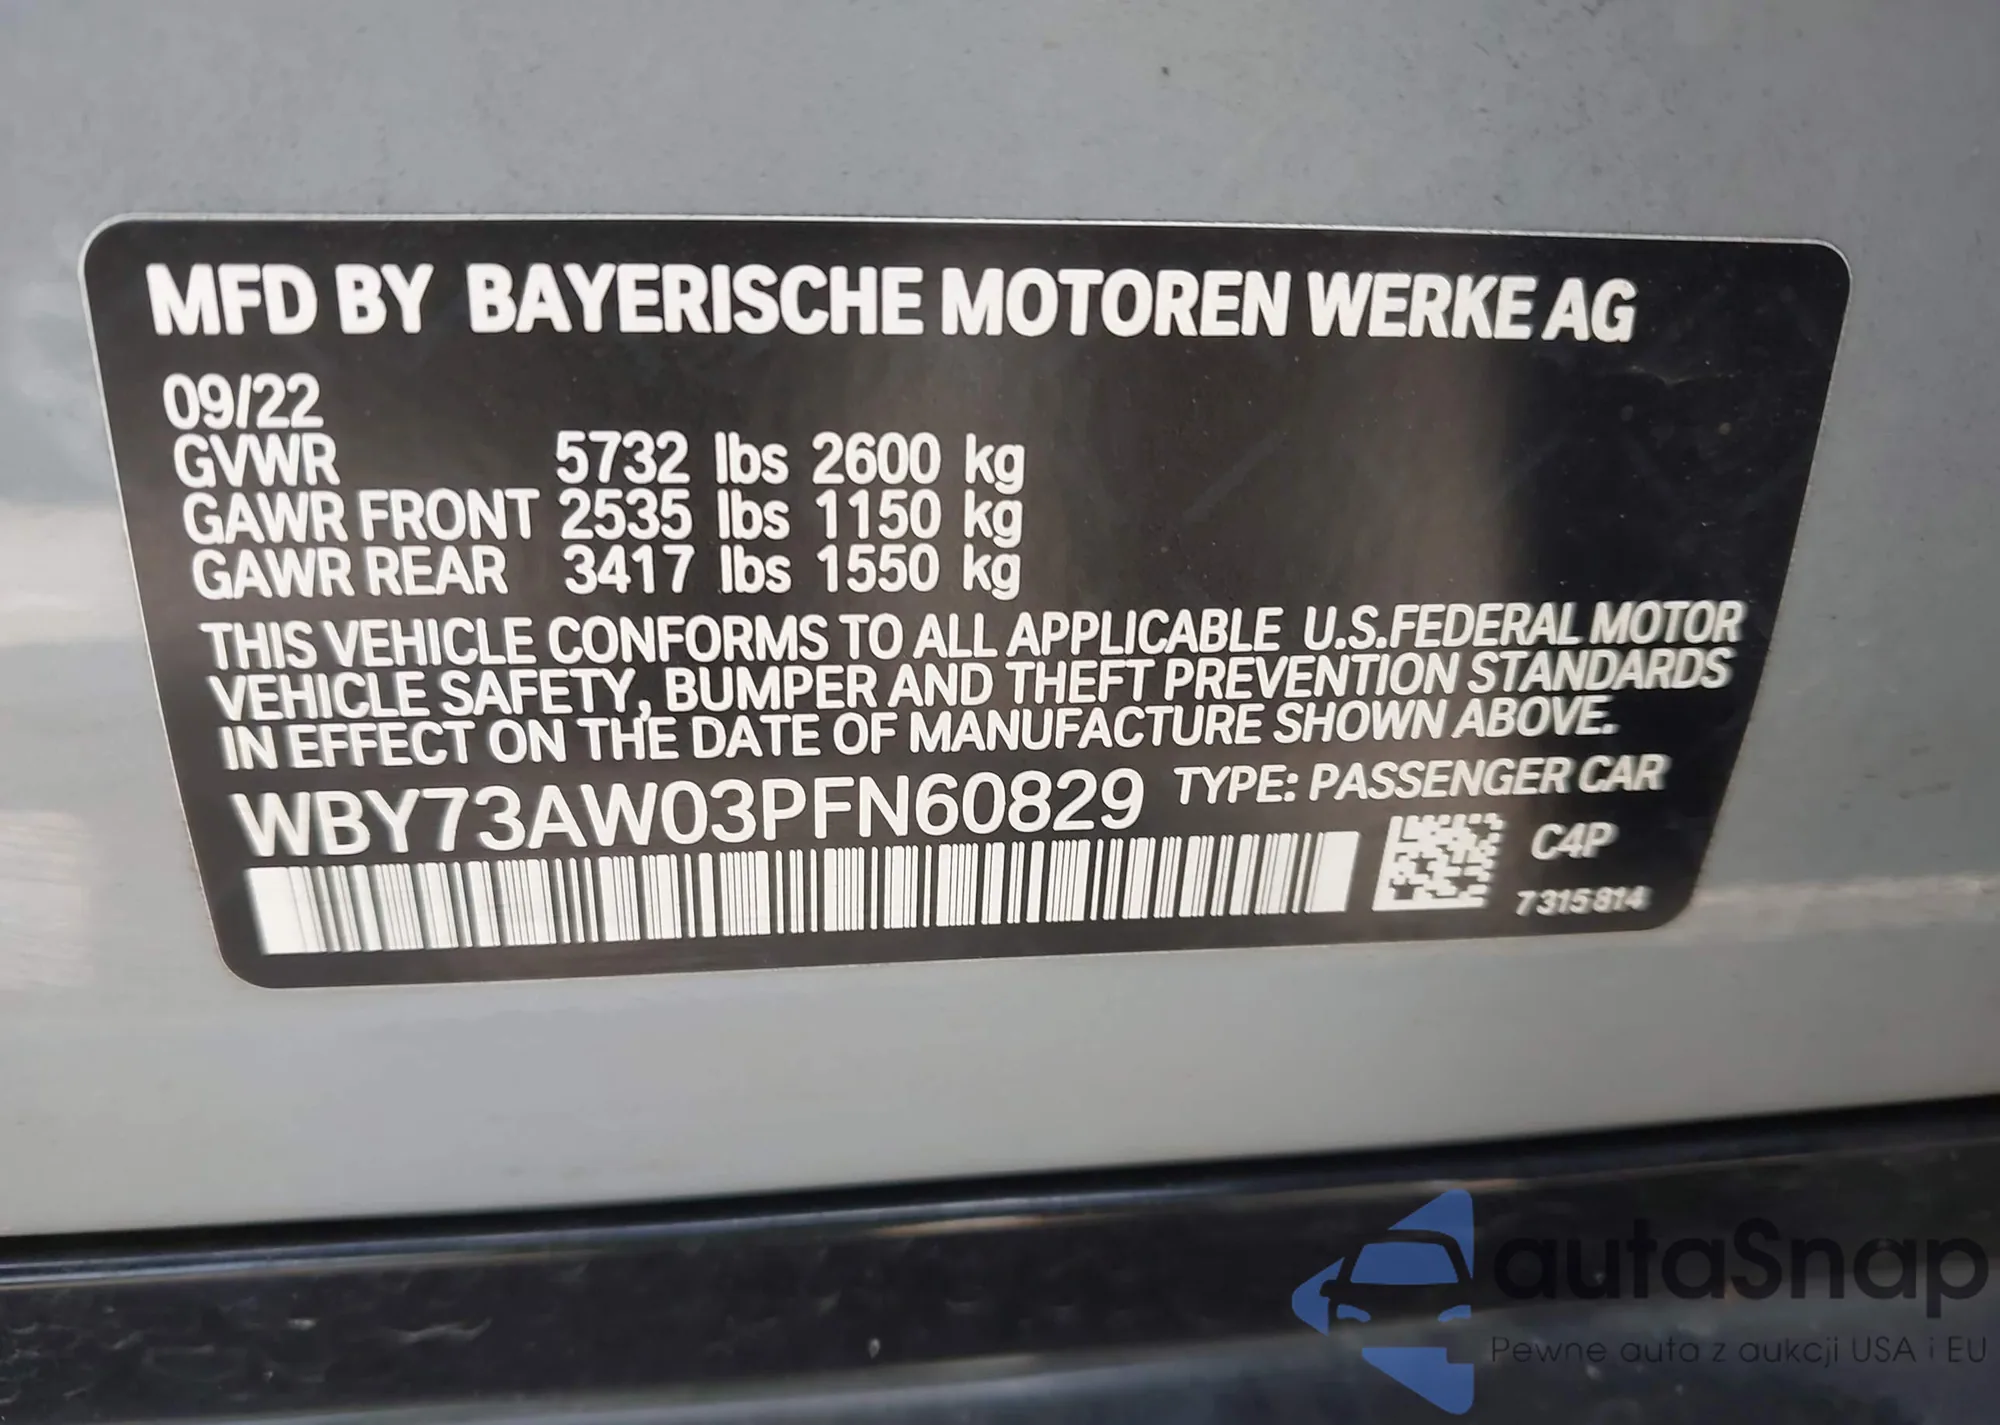 MFD BY BAYERISCHE MOTOREN WERKE AG
09/22
GVWR 5732 lbs 2600 kg
GAWR FRONT 2535 lbs 1150 kg
GAWR REAR 3417 lbs 1550 kg
THIS VEHICLE CONFORMS TO ALL APPLICABLE U.S.FEDERAL MOTOR
VEHICLE SAFETY, BUMPER AND THEFT PREVENTION STANDARDS
IN EFFECT ON THE DATE OF MANUFACTURE SHOWN ABOVE.
WBY73AW03PFN60829 TYPE: PASSENGER CAR
C4P
7315814
autaSnap
Pewne auta z aukcji USA i EU